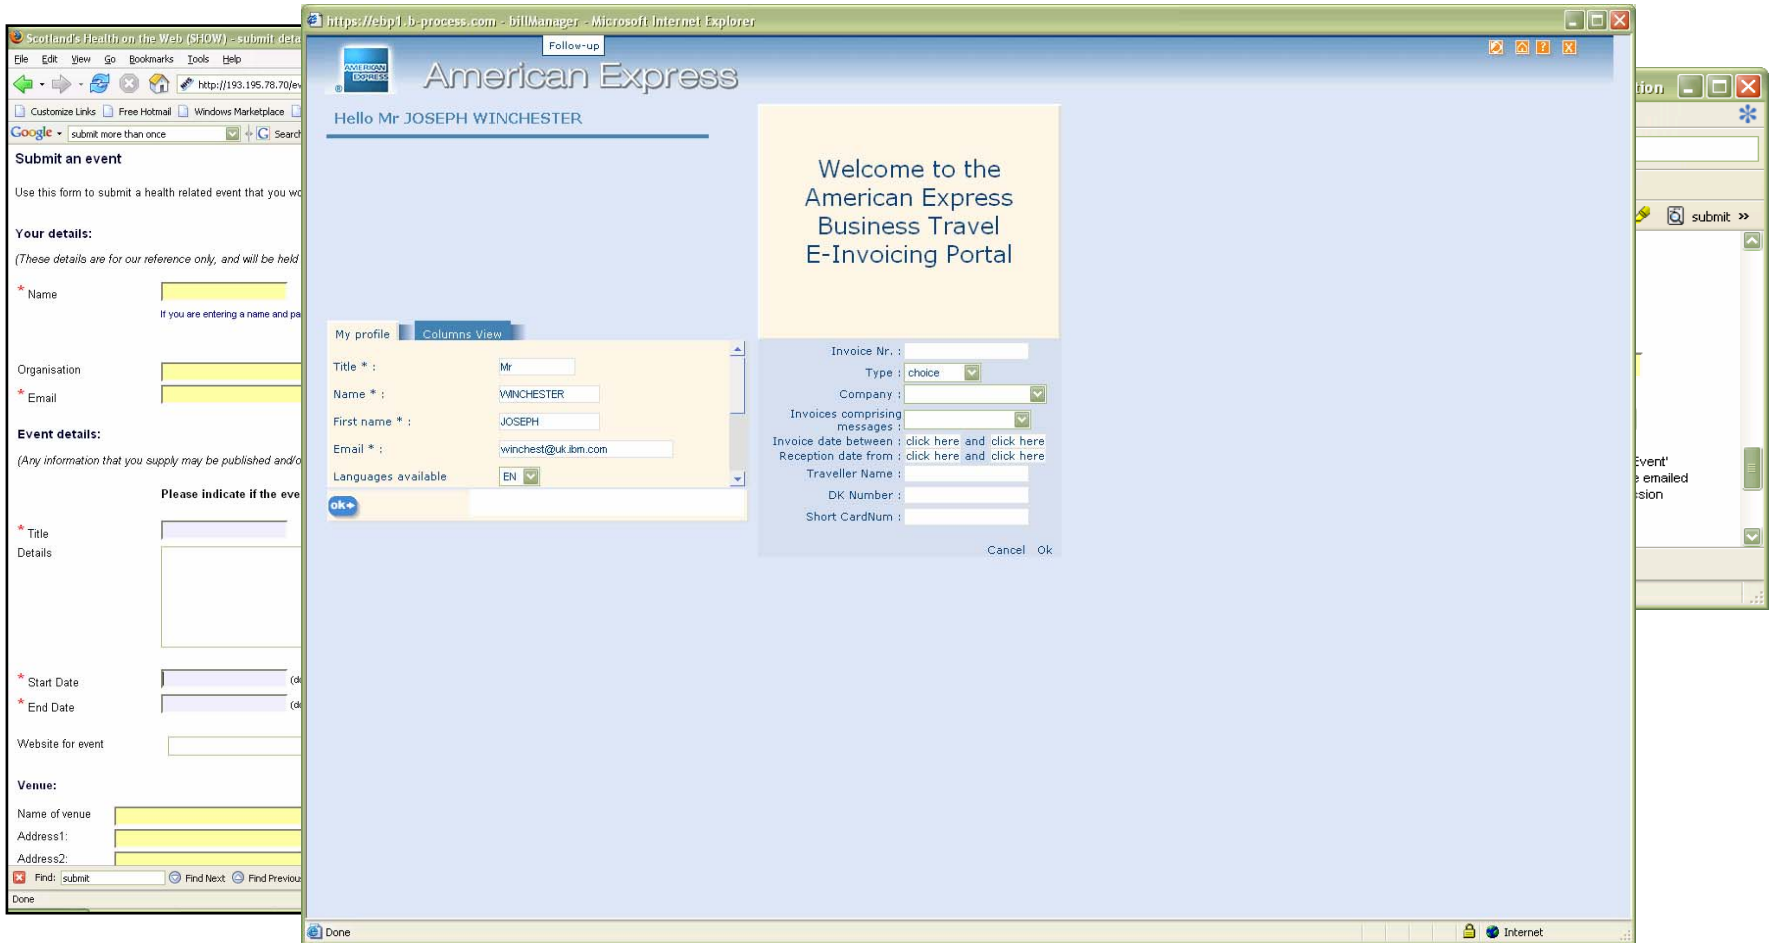 Scotland's Health on the Web (SHOW) - submit deta
File Edit View Go Bookmarks Tools Help
http://193.195.78.70/ev
Customize Links Free Hotmail Windows Marketplace
Google submit more than once Search
Submit an event
Use this form to submit a health related event that you wo
Your details:
(These details are for our reference only, and will be held
* Name
If you are entering a name and pa
Organisation
* Email
Event details:
(Any information that you supply may be published and/o
Please indicate if the eve
* Title
Details
* Start Date (d
* End Date (d
Website for event
Venue:
Name of venue
Address1:
Address2:
Find: submit Find Next Find Previou
Done
https://ebp1.b-process.com - billManager - Microsoft Internet Explorer
Follow-up
AMERICAN EXPRESS ® American Express
Hello Mr JOSEPH WINCHESTER
Welcome to the
American Express
Business Travel
E-Invoicing Portal
My profile Columns View
Title * : Mr
Name * : WINCHESTER
First name * : JOSEPH
Email * : winchest@uk.ibm.com
Languages available EN
ok
Invoice Nr. :
Type : choice
Company :
Invoices comprising
messages :
Invoice date between : click here and click here
Reception date from : click here and click here
Traveller Name :
DK Number :
Short CardNum :
Cancel Ok
Done Internet
tion
submit »
Event'
e emailed
sion